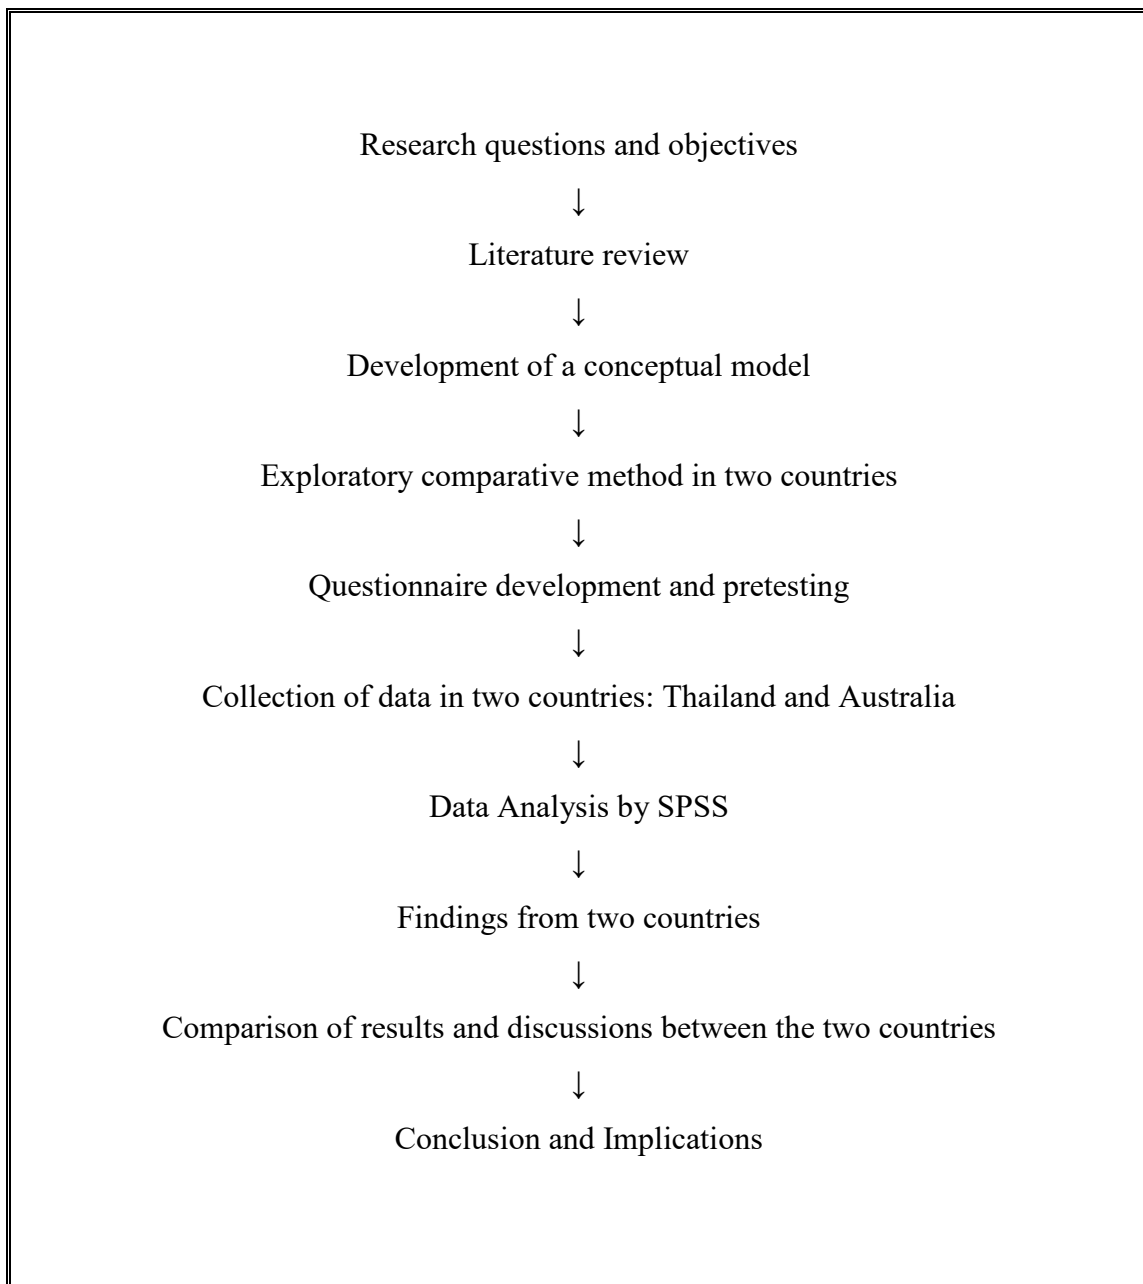 Research questions and objectives
↓
Literature review
↓
Development of a conceptual model
↓
Exploratory comparative method in two countries
↓
Questionnaire development and pretesting
↓
Collection of data in two countries: Thailand and Australia
↓
Data Analysis by SPSS
↓
Findings from two countries
↓
Comparison of results and discussions between the two countries
↓
Conclusion and Implications